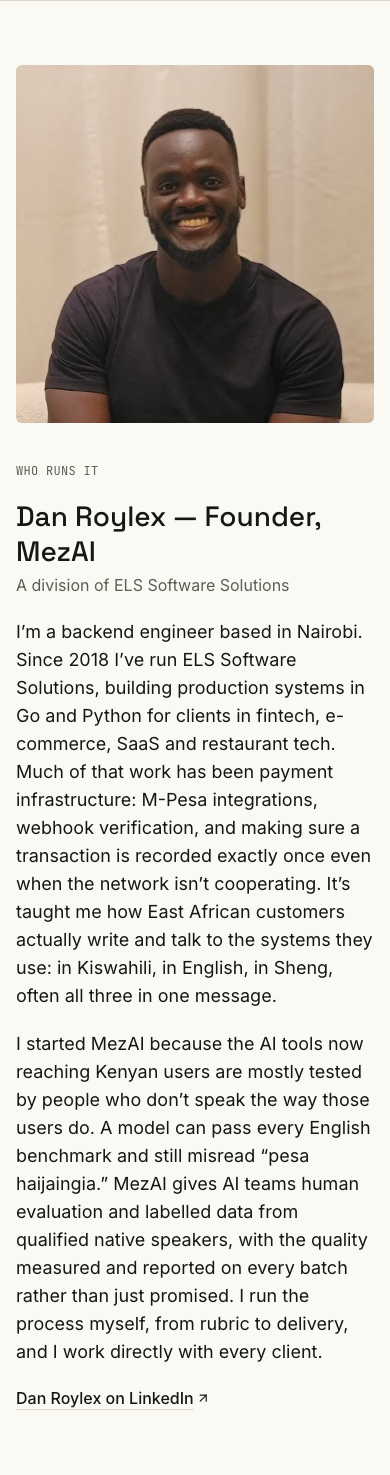 WHO RUNS IT
Dan Roylex — Founder,
MezAI
A division of ELS Software Solutions
I’m a backend engineer based in Nairobi.
Since 2018 I’ve run ELS Software
Solutions, building production systems in
Go and Python for clients in fintech, e-
commerce, SaaS and restaurant tech.
Much of that work has been payment
infrastructure: M-Pesa integrations,
webhook verification, and making sure a
transaction is recorded exactly once even
when the network isn’t cooperating. It’s
taught me how East African customers
actually write and talk to the systems they
use: in Kiswahili, in English, in Sheng,
often all three in one message.
I started MezAI because the AI tools now
reaching Kenyan users are mostly tested
by people who don’t speak the way those
users do. A model can pass every English
benchmark and still misread “pesa
haijaingia.” MezAI gives AI teams human
evaluation and labelled data from
qualified native speakers, with the quality
measured and reported on every batch
rather than just promised. I run the
process myself, from rubric to delivery,
and I work directly with every client.
Dan Roylex on LinkedIn ↗